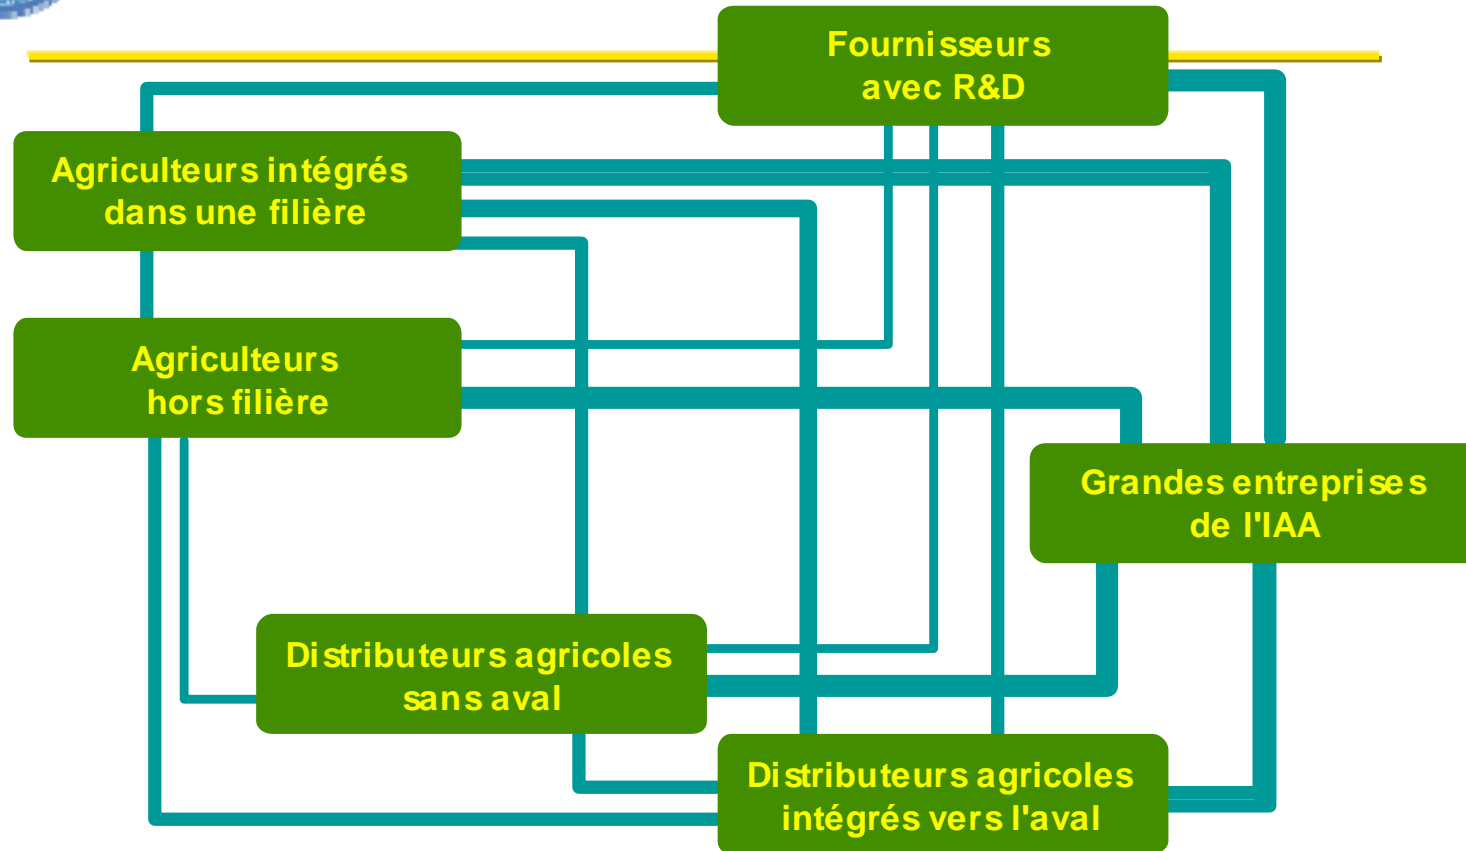 Fournisseurs
avec R&D
Agriculteurs intégrés
dans une filière
Agriculteurs
hors filière
Grandes entreprises
de l'IAA
Distributeurs agricoles
sans aval
Distributeurs agricoles
intégrés vers l'aval